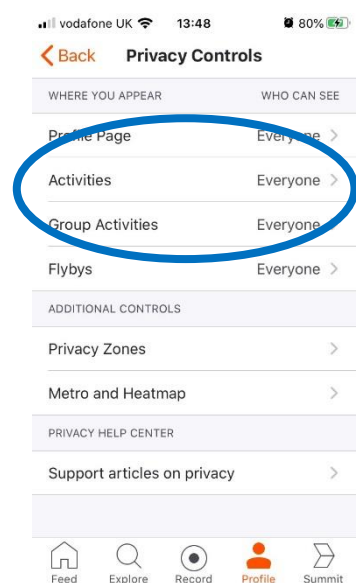 vodafone UK 13:48 80%
Back Privacy Controls
WHERE YOU APPEAR WHO CAN SEE
Profile Page Everyone
Activities Everyone
Group Activities Everyone
Flybys Everyone
ADDITIONAL CONTROLS
Privacy Zones
Metro and Heatmap
PRIVACY HELP CENTER
Support articles on privacy
Feed Explore Record Profile Summit